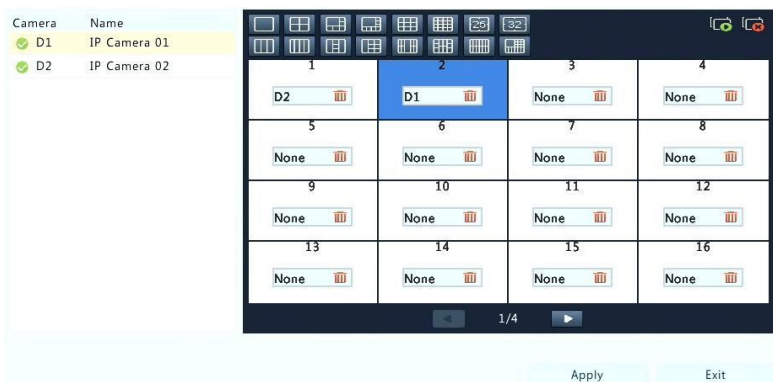 Camera Name
D1 IP Camera 01
D2 IP Camera 02
25 32
1 2 3 4
D2 D1 None None
5 6 7 8
None None None None
9 10 11 12
None None None None
13 14 15 16
None None None None
1/4
Apply Exit